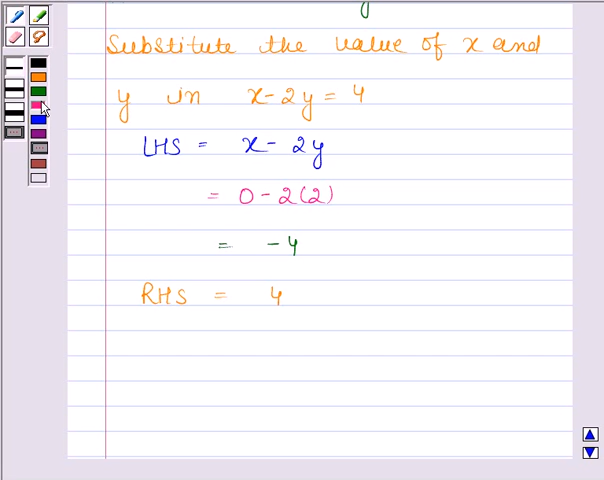 Substitute the value of x and
y in x - 2y = 4
LHS = x - 2y
= 0 - 2(2)
= -4
RHS = 4